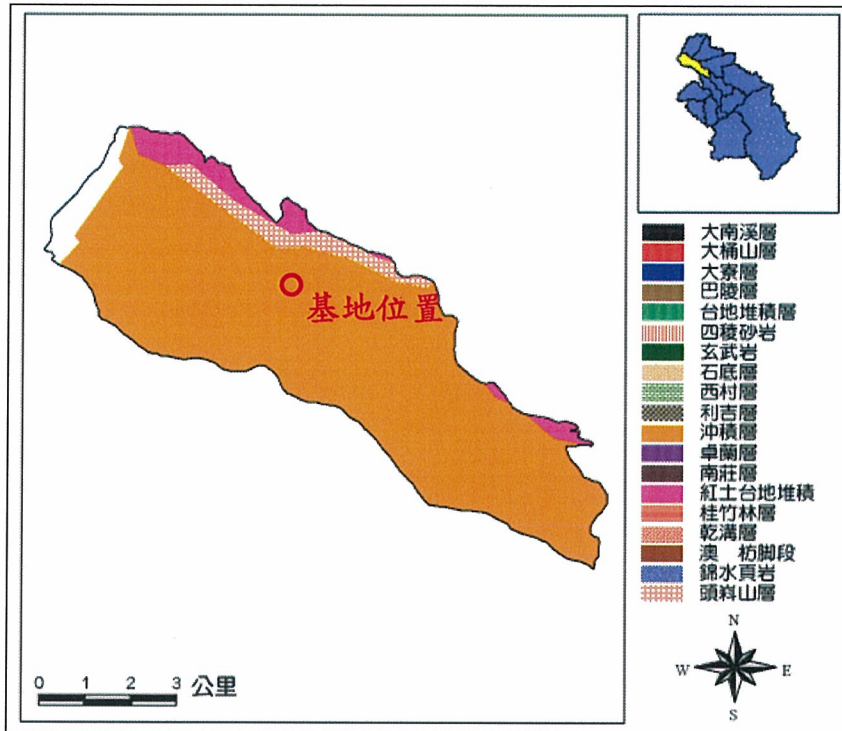 基地位置
0 1 2 3 公里
大南溪層
大桶山層
大寮層
巴陵層
台地堆積層
四稜砂岩
玄武岩
石底層
西村層
利吉層
沖積層
卓蘭層
南莊層
紅土台地堆積
桂竹林層
乾溝層
澳 枋腳段
錦水頁岩
頭嵙山層
N
W E
S